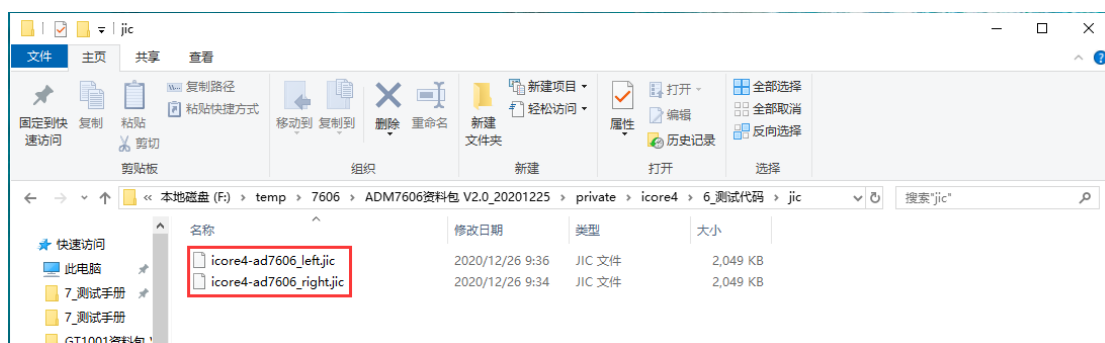 jic
文件 主页 共享 查看
固定到快速访问 复制 粘贴 复制路径 粘贴快捷方式 剪切
移动到 复制到 删除 重命名 新建文件夹 新建项目 轻松访问
属性 打开 编辑 历史记录 全部选择 全部取消 反向选择
剪贴板 组织 新建 打开 选择
« 本地磁盘 (F:) › temp › 7606 › ADM7606资料包 V2.0_20201225 › private › icore4 › 6_测试代码 › jic 搜索"jic"
名称 修改日期 类型 大小
快速访问
icore4-ad7606_left.jic 2020/12/26 9:36 JIC 文件 2,049 KB
此电脑
icore4-ad7606_right.jic 2020/12/26 9:34 JIC 文件 2,049 KB
7_测试手册
7_测试手册
GT1001资料包